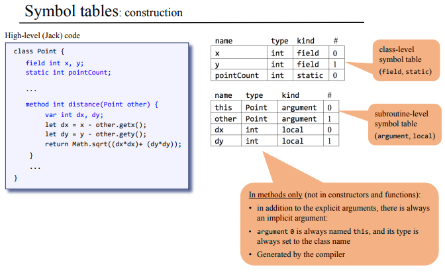 Symbol tables: construction
High-level (Jack) code
class Point {
field int x, y;
static int pointCount;
...
method int distance(Point other) {
var int dx, dy;
let dx = x - other.getx();
let dy = y - other.gety();
return Math.sqrt((dx*dx)+ (dy*dy));
}
...
}
name type kind #
x int field 0
y int field 1
pointCount int static 0
class-level
symbol table
(field, static)
name type kind #
this Point argument 0
other Point argument 1
dx int local 0
dy int local 1
subroutine-level
symbol table
(argument, local)
In methods only (not in constructors and functions):
• in addition to the explicit arguments, there is always
an implicit argument:
• argument 0 is always named this, and its type is
always set to the class name
• Generated by the compiler